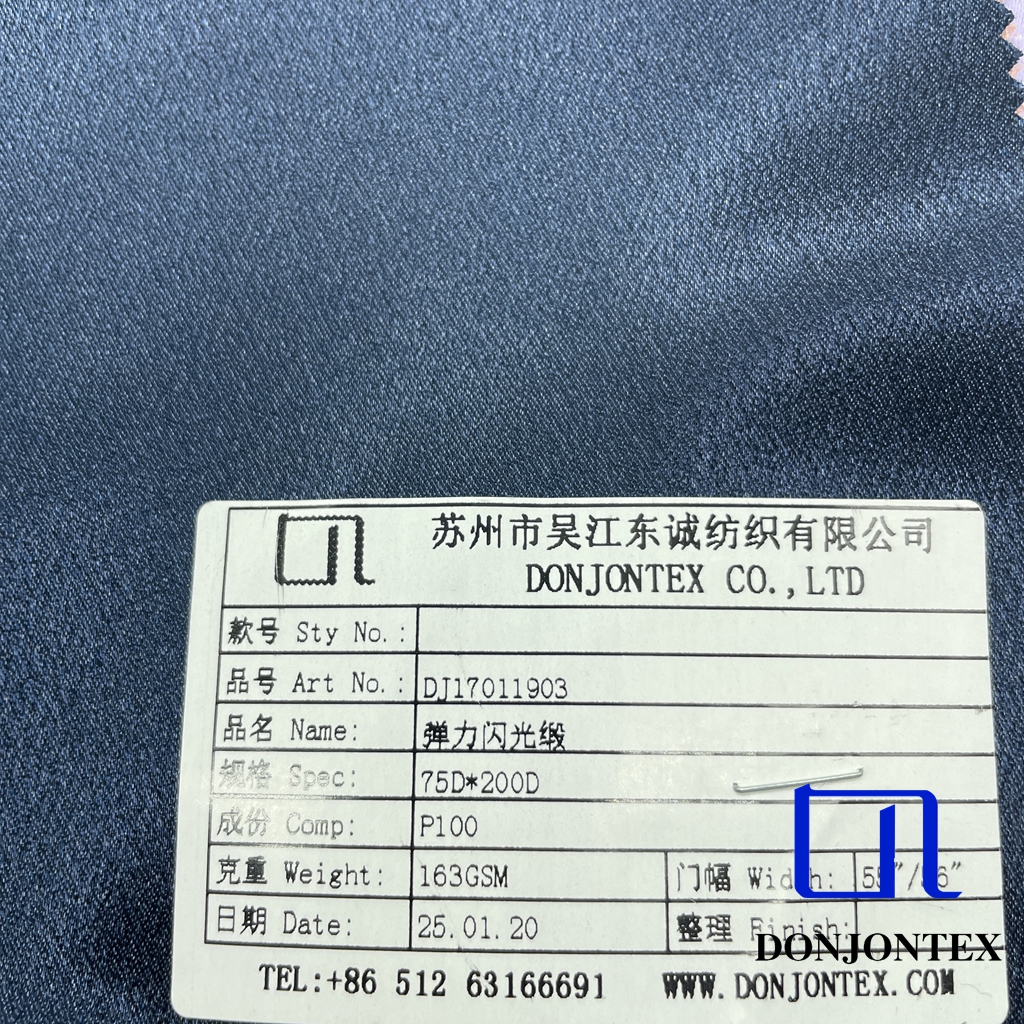 苏州市吴江东诚纺织有限公司
DONJONTEX CO.,LTD
款号 Sty No.:
品号 Art No.: DJ17011903
品名 Name: 弹力闪光缎
规格 Spec: 75D*200D
成份 Comp: P100
克重 Weight: 163GSM 门幅 Width:
日期 Date: 25.01.20 整理 Finish:
DONJONTEX
TEL:+86 512 63166691 WWW.DONJONTEX.COM